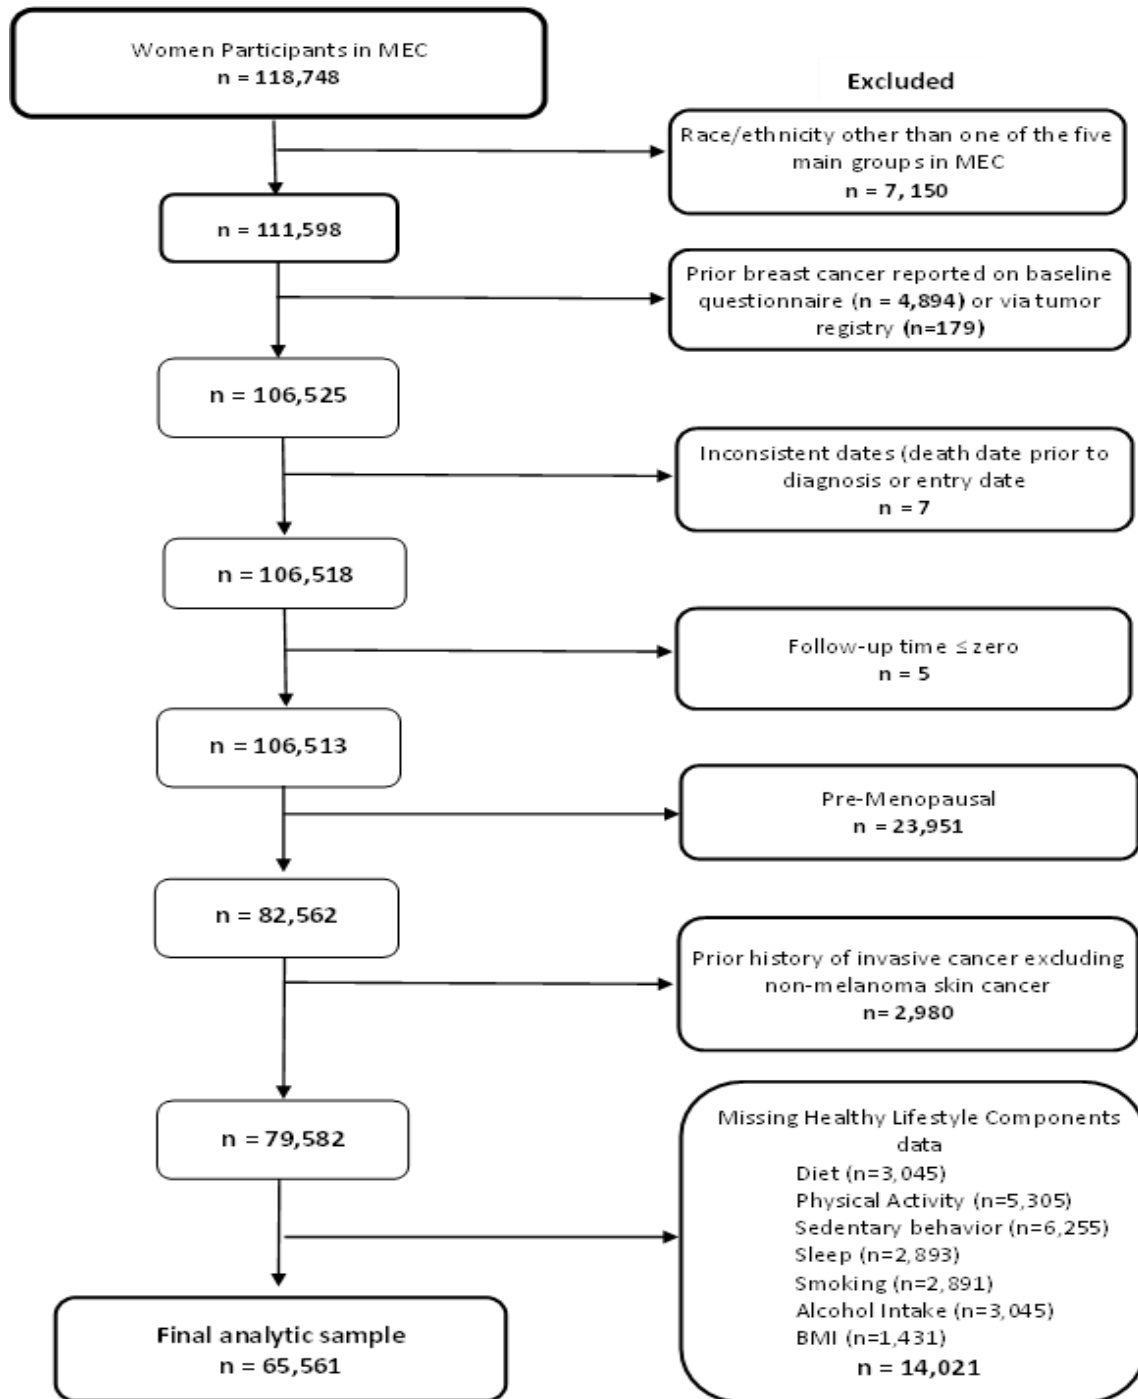 Women Participants in MEC
n = 118,748
Excluded
Race/ethnicity other than one of the five
main groups in MEC
n = 7, 150
n = 111,598
Prior breast cancer reported on baseline
questionnaire (n = 4,894) or via tumor
registry (n=179)
n = 106,525
Inconsistent dates (death date prior to
diagnosis or entry date
n = 7
n = 106,518
Follow-up time ≤ zero
n = 5
n = 106,513
Pre-Menopausal
n = 23,951
n = 82,562
Prior history of invasive cancer excluding
non-melanoma skin cancer
n= 2,980
n = 79,582
Missing Healthy Lifestyle Components
data
Diet (n=3,045)
Physical Activity (n=5,305)
Sedentary behavior (n=6,255)
Sleep (n=2,893)
Smoking (n=2,891)
Alcohol Intake (n=3,045)
BMI (n=1,431)
n = 14,021
Final analytic sample
n = 65,561